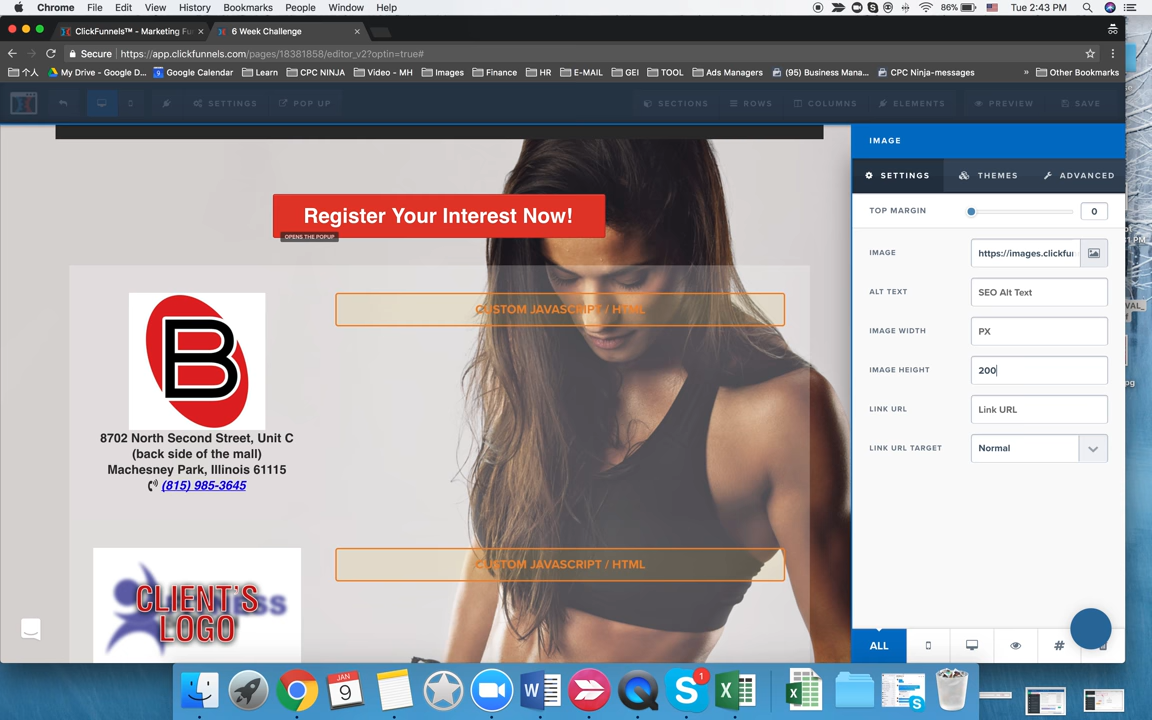 Chrome File Edit View History Bookmarks People Window Help
86% Tue 2:43 PM
ClickFunnels™ - Marketing Fu
6 Week Challenge
Secure | https://app.clickfunnels.com/pages/18381858/editor_v2?optin=true#
个人 My Drive - Google D... Google Calendar Learn CPC NINJA Video - MH Images Finance HR E-MAIL GEI TOOL Ads Managers (95) Business Mana... CPC Ninja-messages » Other Bookmarks
SETTINGS POP UP SECTIONS ROWS COLUMNS ELEMENTS PREVIEW SAVE
IMAGE
SETTINGS THEMES ADVANCED
TOP MARGIN 0
IMAGE https://images.clickfu
ALT TEXT SEO Alt Text
IMAGE WIDTH PX
IMAGE HEIGHT 200
LINK URL Link URL
LINK URL TARGET Normal
ALL
#
Register Your Interest Now!
OPENS THE POPUP
CUSTOM JAVASCRIPT / HTML
B
8702 North Second Street, Unit C
(back side of the mall)
Machesney Park, Illinois 61115
(815) 985-3645
CUSTOM JAVASCRIPT / HTML
CLIENT'S
LOGO
JAN
9
1